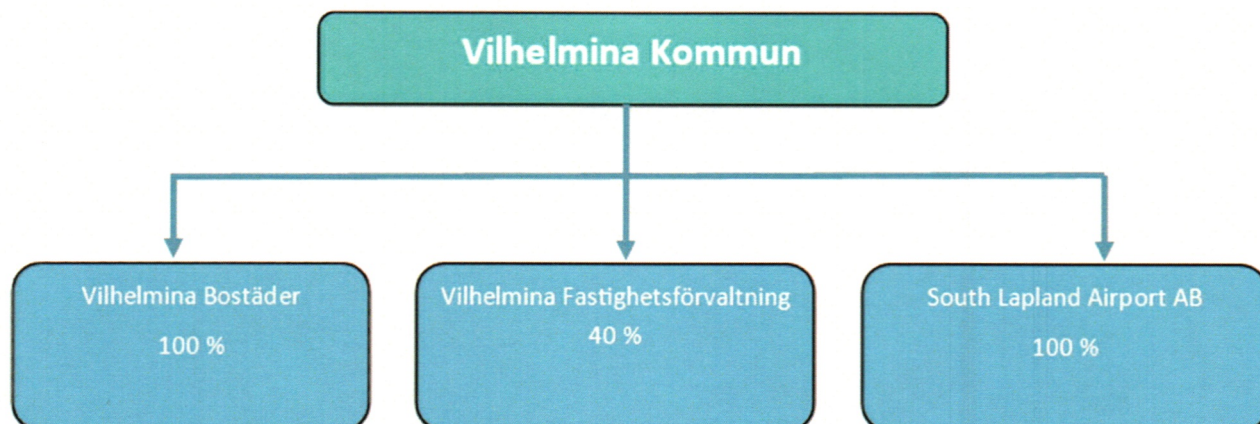 Vilhelmina Kommun
Vilhelmina Bostäder
100 %
Vilhelmina Fastighetsförvaltning
40 %
South Lapland Airport AB
100 %